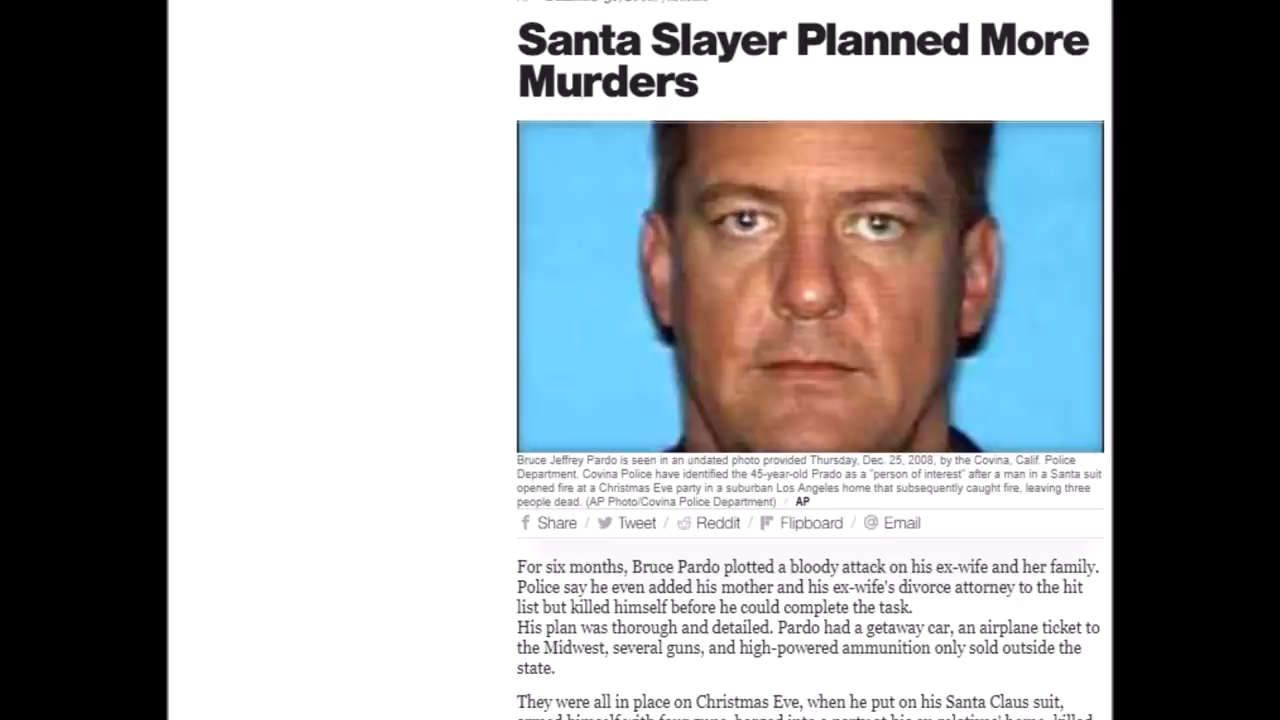 Santa Slayer Planned More
Murders
Bruce Jeffrey Pardo is seen in an undated photo provided Thursday, Dec. 25, 2008, by the Covina, Calif. Police
Department. Covina Police have identified the 45-year-old Prado as a "person of interest" after a man in a Santa suit
opened fire at a Christmas Eve party in a suburban Los Angeles home that subsequently caught fire, leaving three
people dead. (AP Photo/Covina Police Department) / AP
Share / Tweet / Reddit / Flipboard / @ Email
For six months, Bruce Pardo plotted a bloody attack on his ex-wife and her family.
Police say he even added his mother and his ex-wife's divorce attorney to the hit
list but killed himself before he could complete the task.
His plan was thorough and detailed. Pardo had a getaway car, an airplane ticket to
the Midwest, several guns, and high-powered ammunition only sold outside the
state.
They were all in place on Christmas Eve, when he put on his Santa Claus suit,